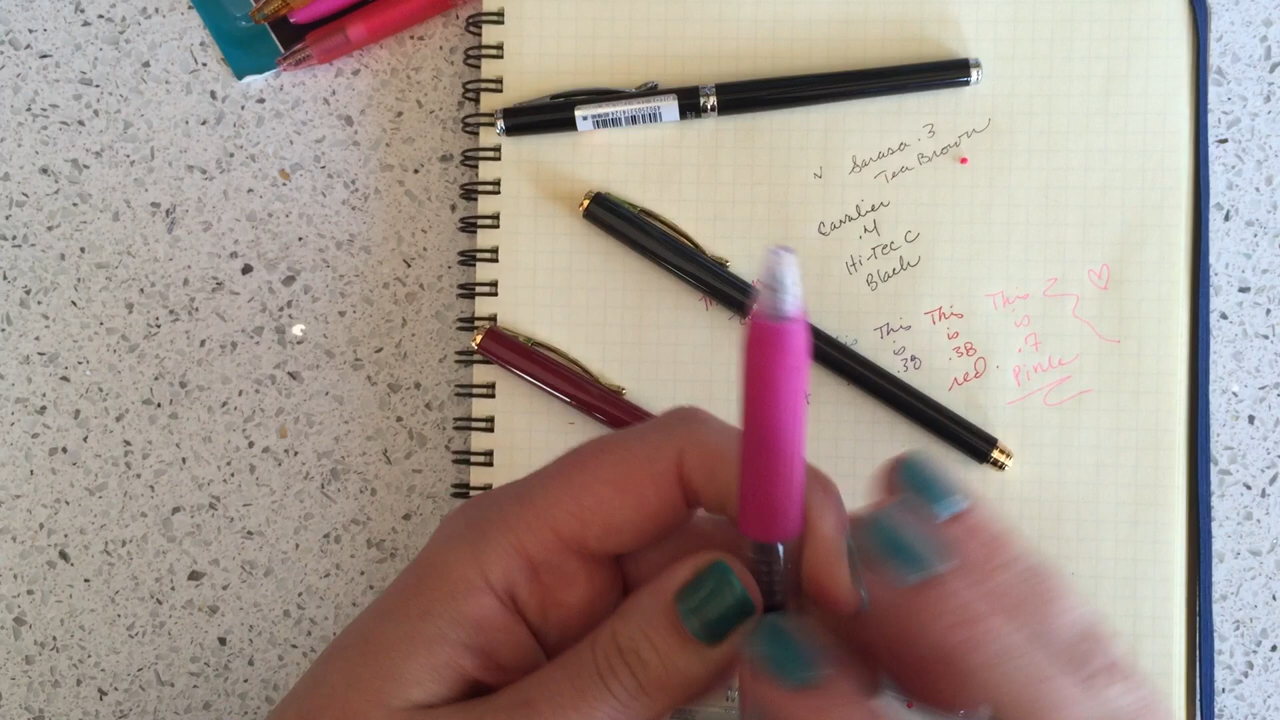 N Sarasa .3
Tea Brown
Cavalier
.4
Hi-Tec C
Black
This This This
is is is
.38 .38 .7
red. Pink